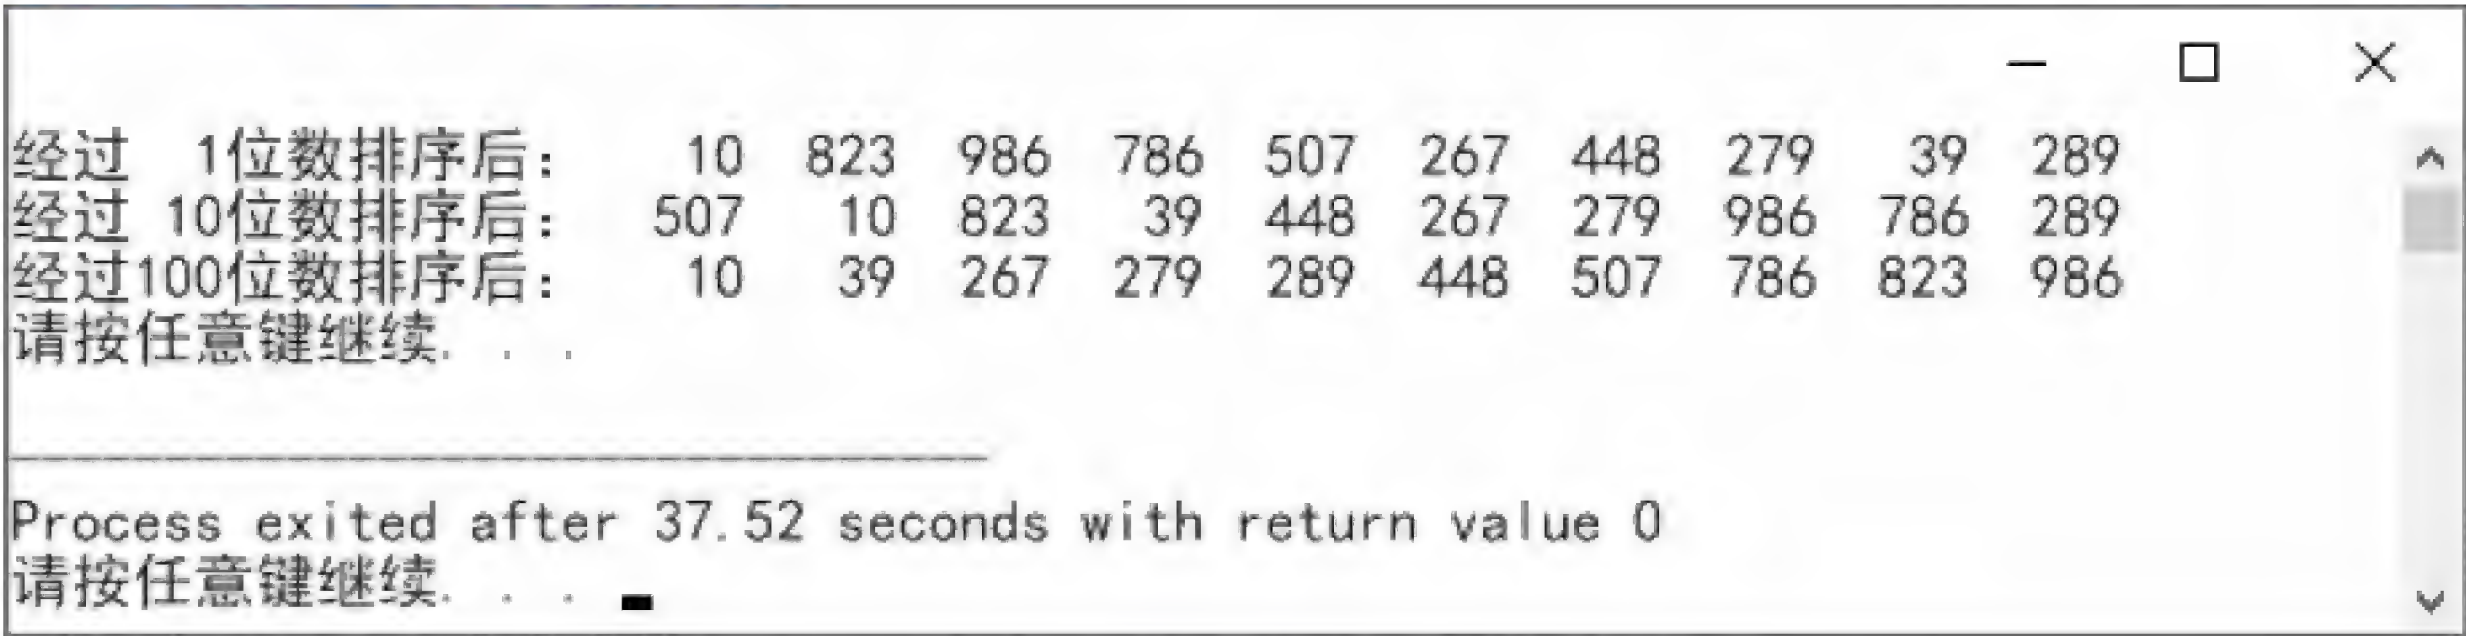 经过  1位数排序后：   10  823  986  786  507  267  448  279   39  289
经过 10位数排序后：  507   10  823   39  448  267  279  986  786  289
经过100位数排序后：   10   39  267  279  289  448  507  786  823  986
请按任意键继续. . .
--------------------------------
Process exited after 37.52 seconds with return value 0
请按任意键继续. . .